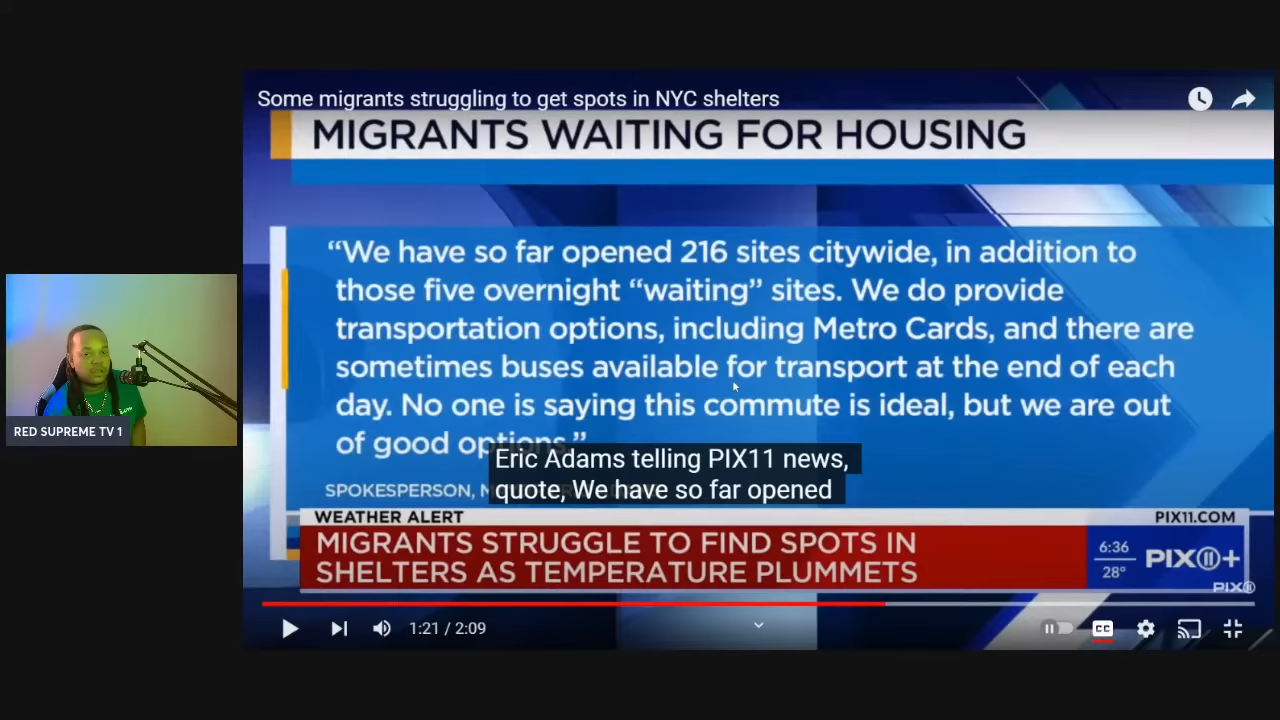 Some migrants struggling to get spots in NYC shelters
MIGRANTS WAITING FOR HOUSING
“We have so far opened 216 sites citywide, in addition to
those five overnight “waiting” sites. We do provide
transportation options, including Metro Cards, and there are
sometimes buses available for transport at the end of each
day. No one is saying this commute is ideal, but we are out
of good options.”
Eric Adams telling PIX11 news,
quote, We have so far opened
SPOKESPERSON,
RED SUPREME TV 1
WEATHER ALERT
PIX11.COM
MIGRANTS STRUGGLE TO FIND SPOTS IN
SHELTERS AS TEMPERATURE PLUMMETS
6:36
28°
PIX11+
PIX11
1:21 / 2:09
CC